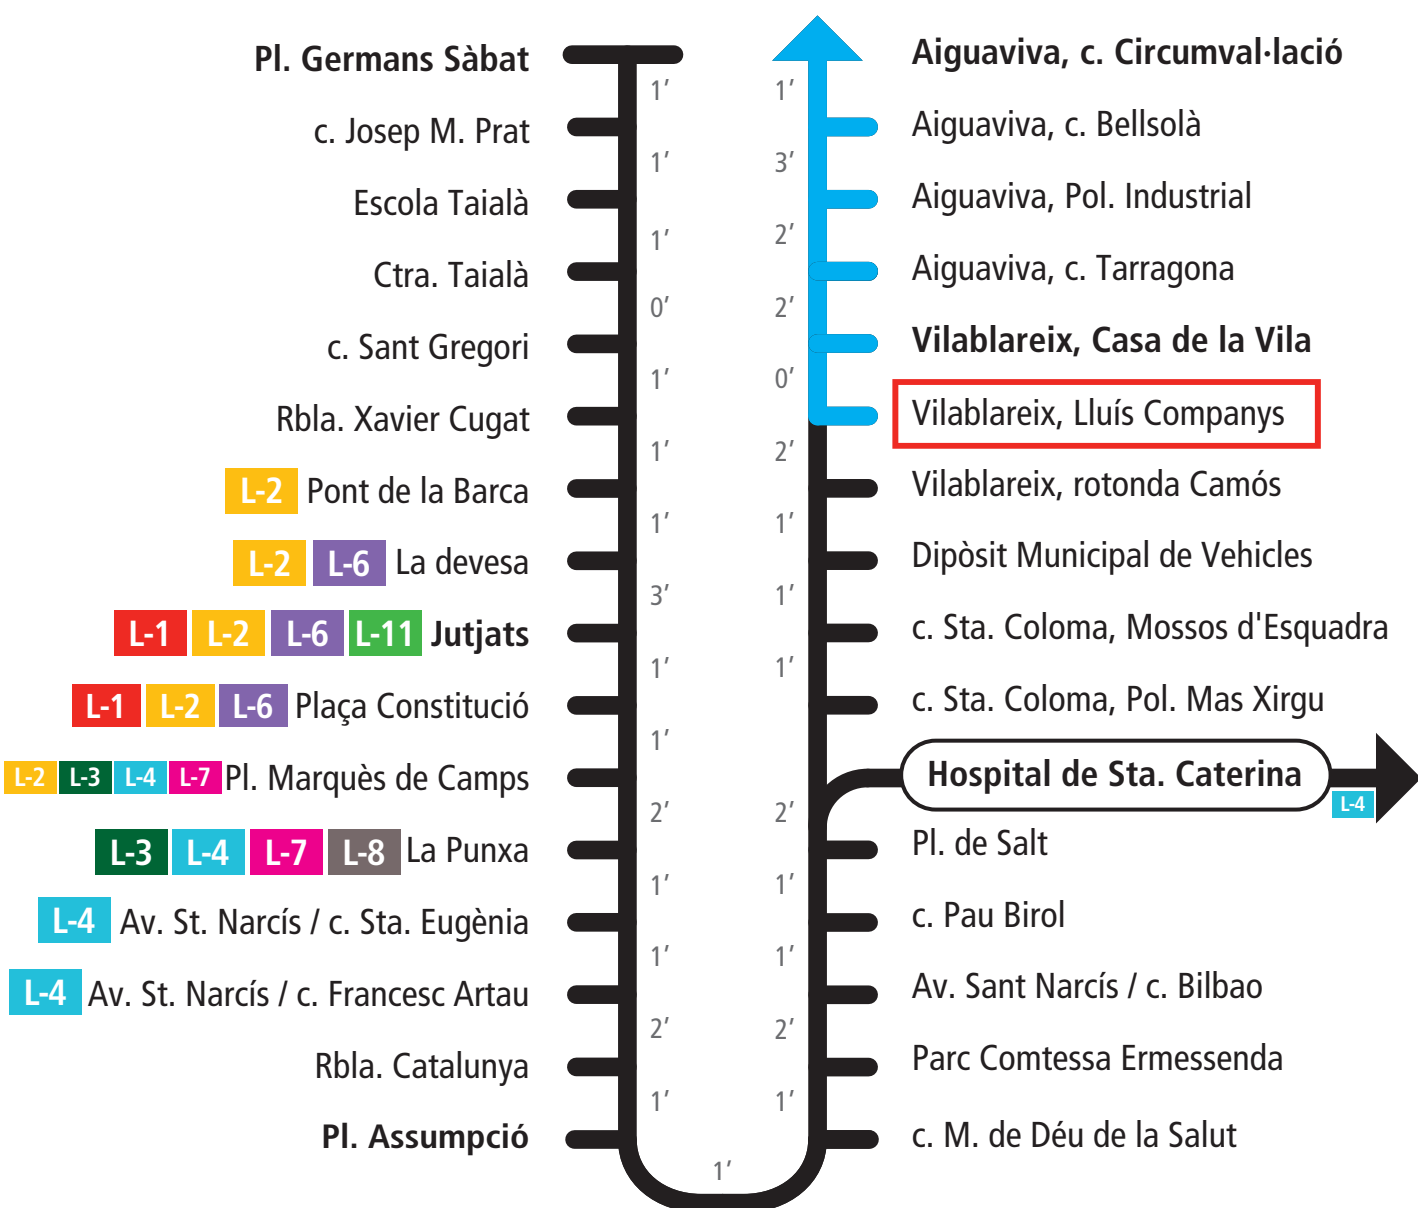 Pl. Germans Sàbat
c. Josep M. Prat
Escola Taialà
Ctra. Taialà
c. Sant Gregori
Rbla. Xavier Cugat
L-2 Pont de la Barca
L-2 L-6 La devesa
L-1 L-2 L-6 L-11 Jutjats
L-1 L-2 L-6 Plaça Constitució
L-2 L-3 L-4 L-7 Pl. Marquès de Camps
L-3 L-4 L-7 L-8 La Punxa
L-4 Av. St. Narcís / c. Sta. Eugènia
L-4 Av. St. Narcís / c. Francesc Artau
Rbla. Catalunya
Pl. Assumpció
1’
1’
1’
0’
1’
1’
1’
3’
1’
1’
2’
1’
1’
2’
1’
1’
1’
3’
2’
2’
0’
2’
1’
1’
1’
2’
1’
1’
2’
1’
Aiguaviva, c. Circumval·lació
Aiguaviva, c. Bellsolà
Aiguaviva, Pol. Industrial
Aiguaviva, c. Tarragona
Vilablareix, Casa de la Vila
Vilablareix, Lluís Companys
Vilablareix, rotonda Camós
Dipòsit Municipal de Vehicles
c. Sta. Coloma, Mossos d'Esquadra
c. Sta. Coloma, Pol. Mas Xirgu
Hospital de Sta. Caterina
L-4
Pl. de Salt
c. Pau Birol
Av. Sant Narcís / c. Bilbao
Parc Comtessa Ermessenda
c. M. de Déu de la Salut